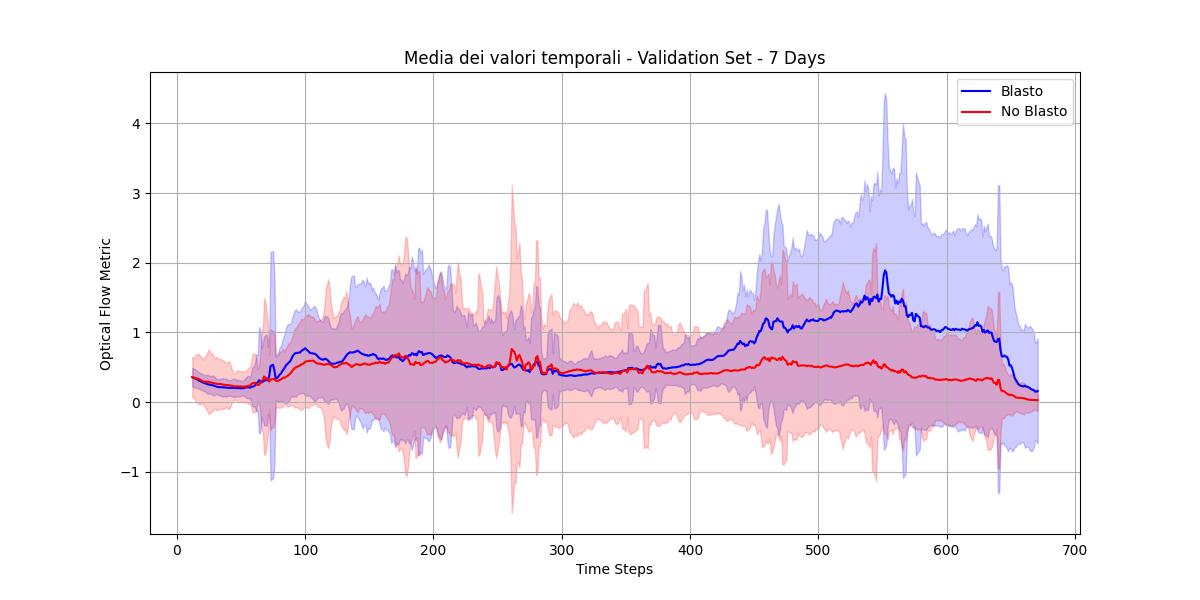 Media dei valori temporali - Validation Set - 7 Days
Blasto
No Blasto
Optical Flow Metric
4
3
2
1
0
−1
0 100 200 300 400 500 600 700
Time Steps